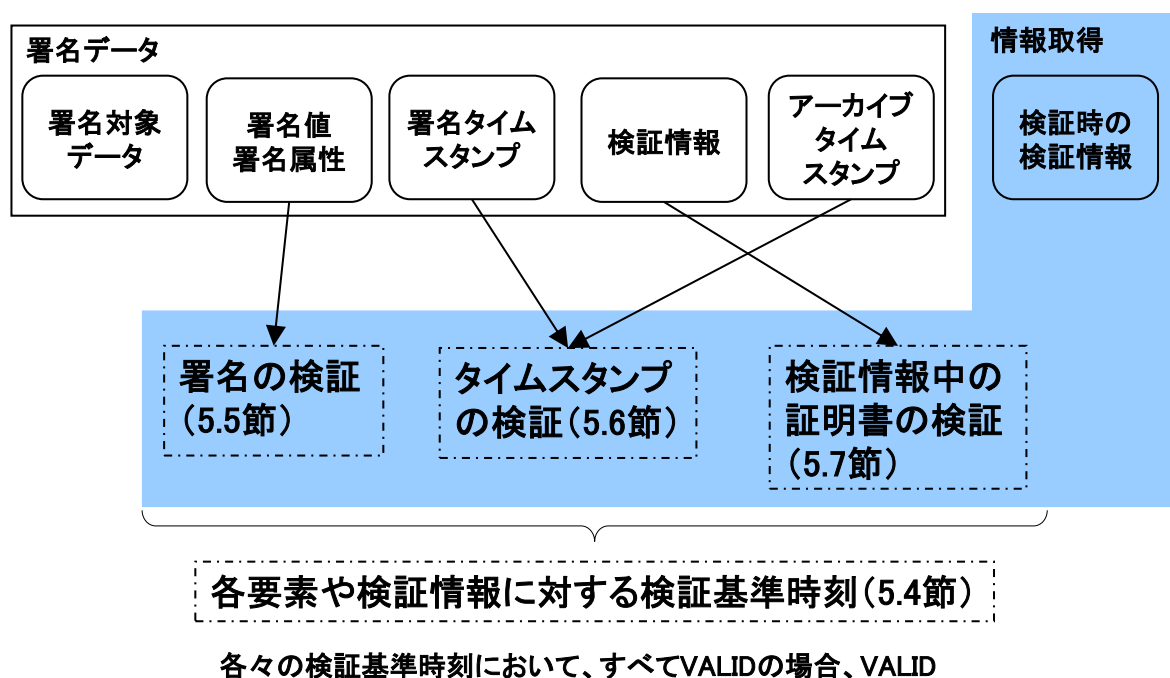 署名データ
情報取得
署名対象
データ
署名値
署名属性
署名タイム
スタンプ
検証情報
アーカイブ
タイム
スタンプ
検証時の
検証情報
署名の検証
(5.5節)
タイムスタンプ
の検証(5.6節)
検証情報中の
証明書の検証
(5.7節)
各要素や検証情報に対する検証基準時刻(5.4節)
各々の検証基準時刻において、すべてVALIDの場合、VALID